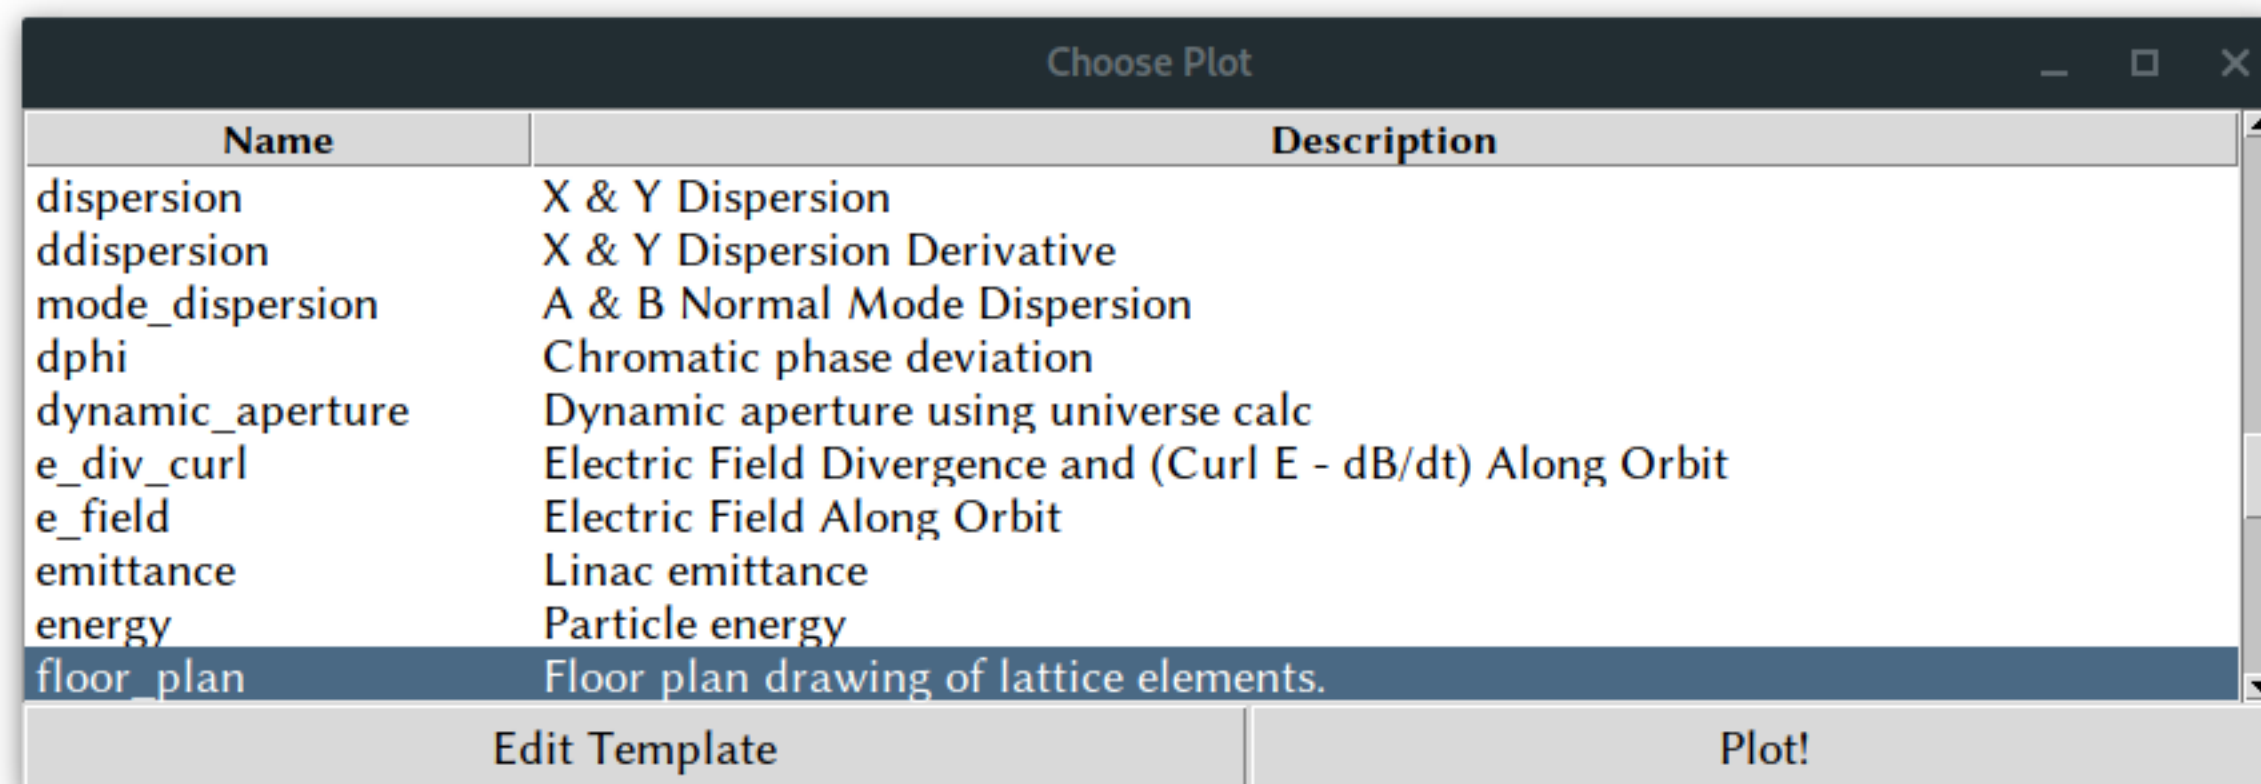 Choose Plot
Name Description
dispersion X & Y Dispersion
ddispersion X & Y Dispersion Derivative
mode_dispersion A & B Normal Mode Dispersion
dphi Chromatic phase deviation
dynamic_aperture Dynamic aperture using universe calc
e_div_curl Electric Field Divergence and (Curl E - dB/dt) Along Orbit
e_field Electric Field Along Orbit
emittance Linac emittance
energy Particle energy
floor_plan Floor plan drawing of lattice elements.
Edit Template Plot!